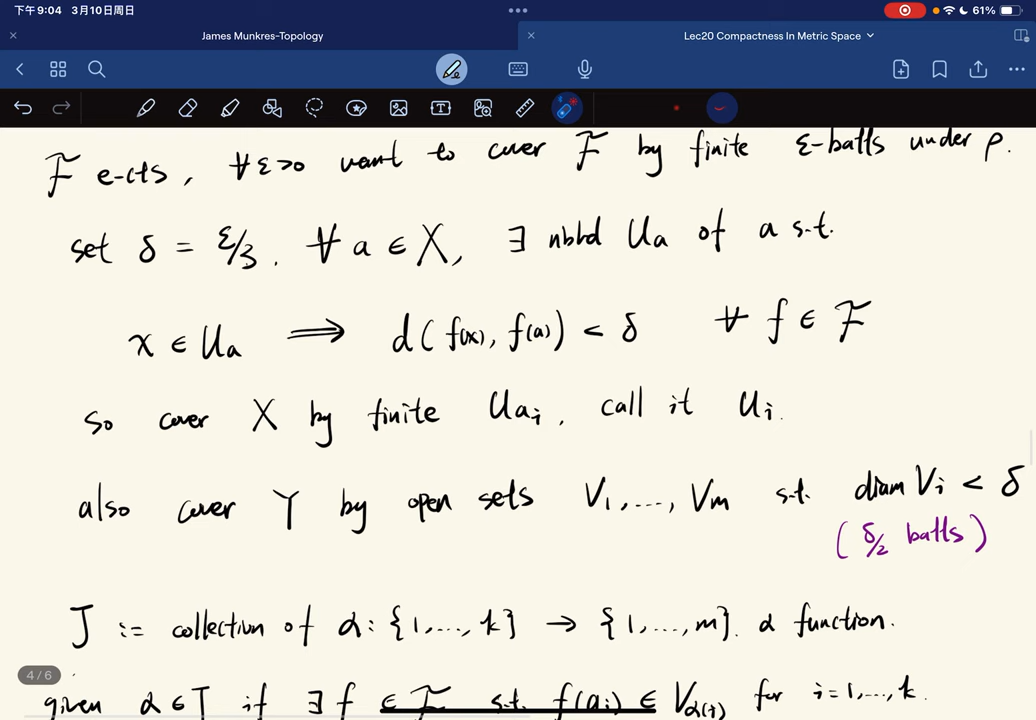 下午9:04 3月10日周日 61%
James Munkres-Topology
Lec20 Compactness In Metric Space
ℱ e-cts, ∀ε>0 want to cover ℱ by finite ε-balls under ρ.
set δ = ε/3. ∀ a ∈ X, ∃ nbhd Ua of a s.t.
x ∈ Ua ⟹ d(f(x), f(a)) < δ ∀ f ∈ ℱ
so cover X by finite Uai, call it Ui.
also cover Y by open sets V1,...,Vm s.t. diam Vi < δ
(δ/2 balls)
J := collection of α: {1,...,k} → {1,...,m}. α function.
4 / 6
given α ∈ J if ∃ f ∈ ℱ s.t. f(ai) ∈ Vα(i) for i=1,...,k.